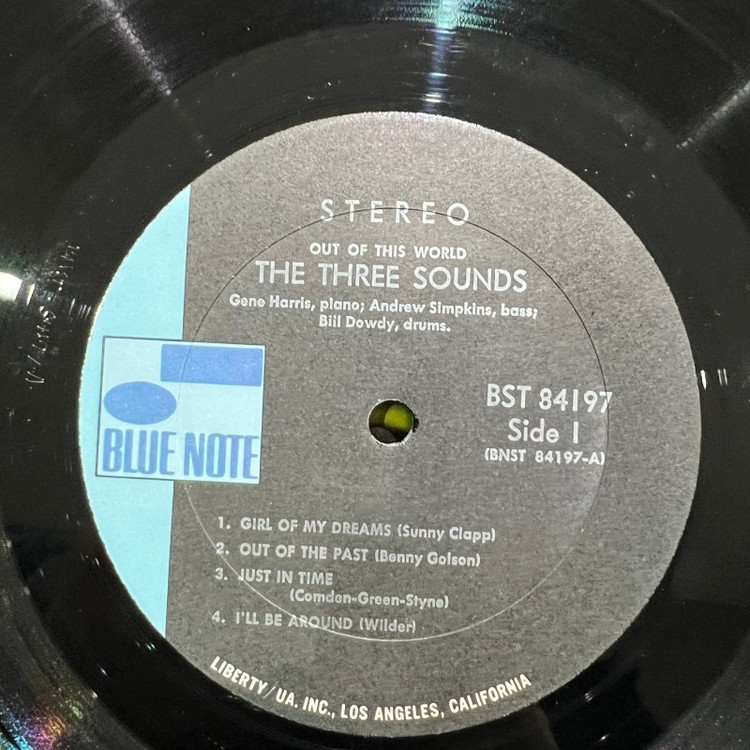 STEREO
OUT OF THIS WORLD
THE THREE SOUNDS
Gene Harris, piano; Andrew Simpkins, bass;
Bill Dowdy, drums.
BLUE NOTE
BST 84197
Side 1
(BNST 84197-A)
1. GIRL OF MY DREAMS (Sunny Clapp)
2. OUT OF THE PAST (Benny Golson)
3. JUST IN TIME
(Comden-Green-Styne)
4. I'LL BE AROUND (Wilder)
LIBERTY/UA. INC., LOS ANGELES, CALIFORNIA